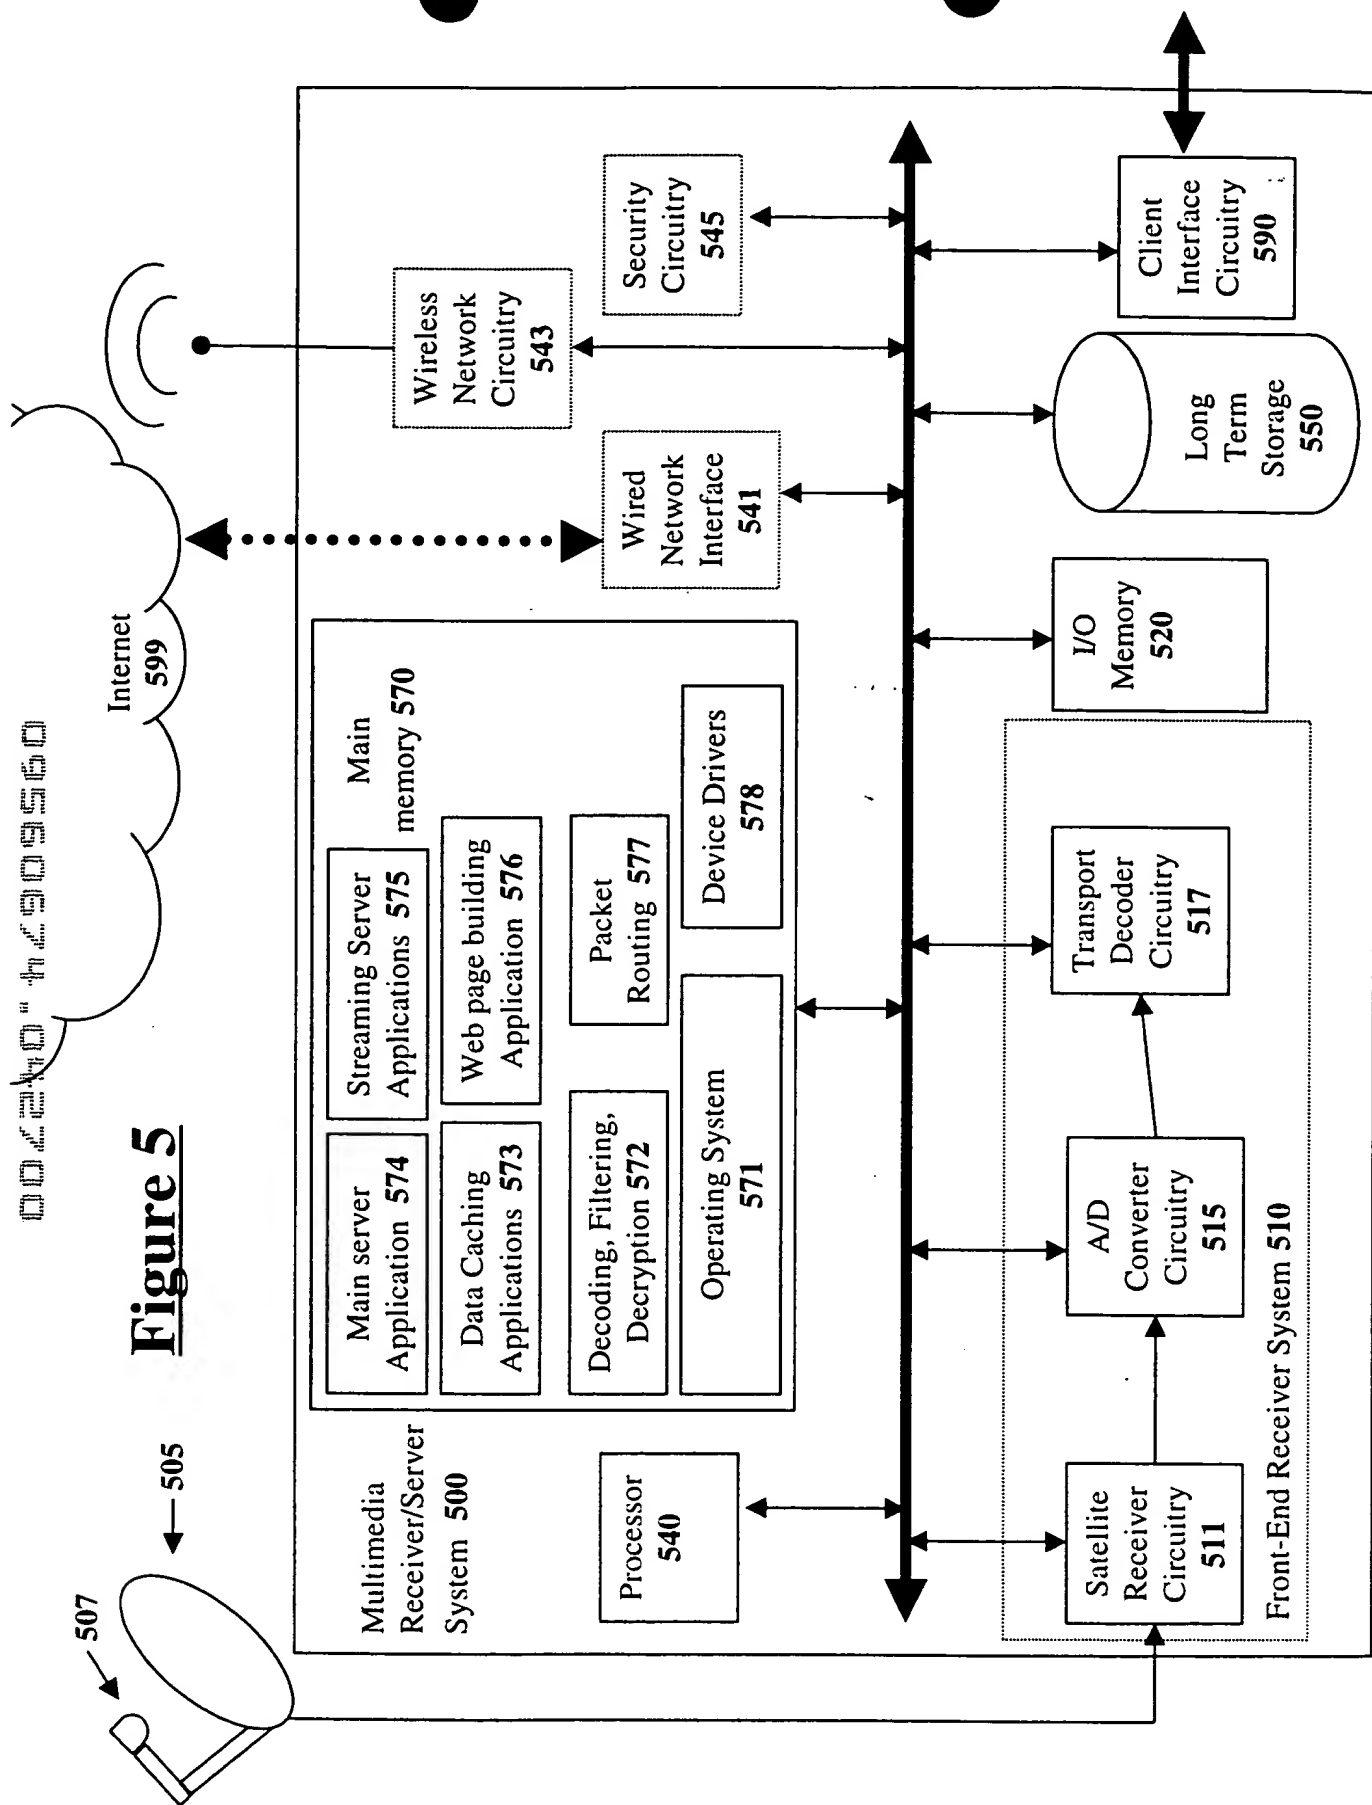 09559674.042700
Figure 5
507
505
Internet
599
Multimedia
Receiver/Server
System 500
Main server
Application 574
Streaming Server
Applications 575
Main
memory 570
Data Caching
Applications 573
Web page building
Application 576
Decoding, Filtering,
Decryption 572
Packet
Routing 577
Operating System
571
Device Drivers
578
Processor
540
Wired
Network
Interface
541
Wireless
Network
Circuitry
543
Security
Circuitry
545
Satellite
Receiver
Circuitry
511
A/D
Converter
Circuitry
515
Transport
Decoder
Circuitry
517
Front-End Receiver System 510
I/O
Memory
520
Long
Term
Storage
550
Client
Interface
Circuitry
590